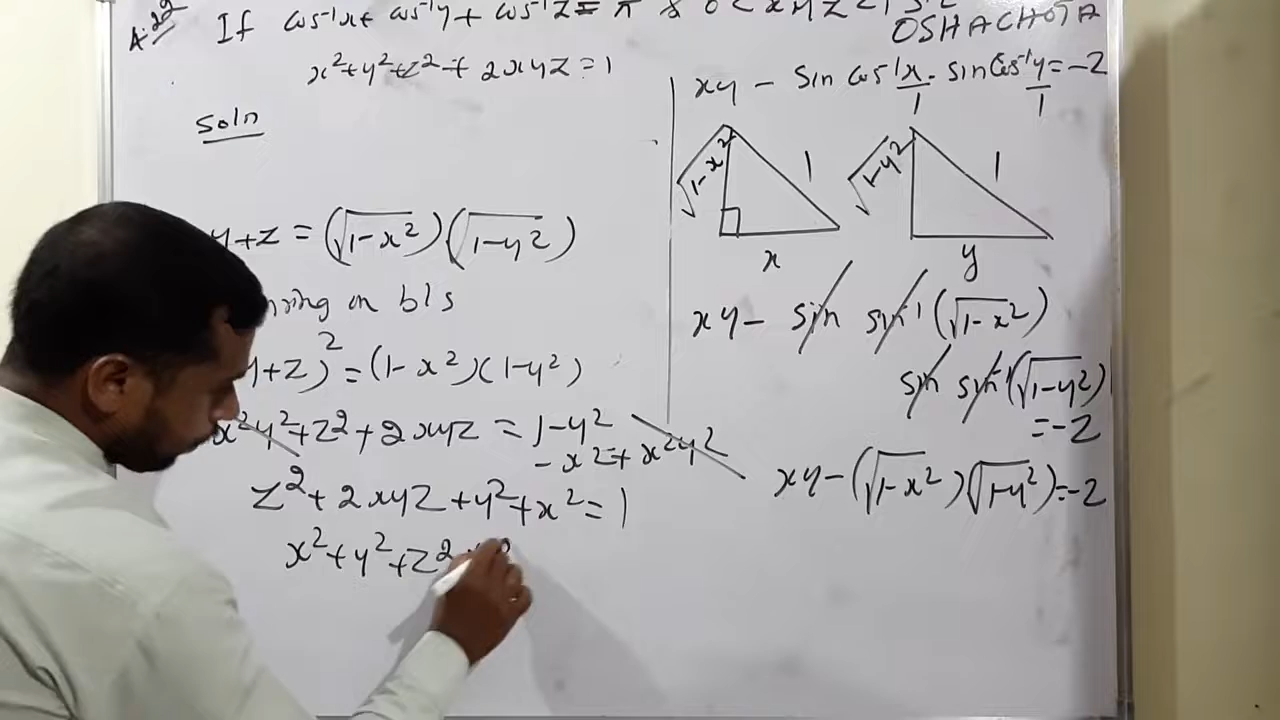 If cos⁻¹x + cos⁻¹y + cos⁻¹z = π & 0 < x y z < 1
x² + y² + z² + 2xyz = 1
Soln
y + z = (√1-x²)(√1-y²)
on b/s
y + z)² = (1-x²)(1-y²)
x²y² + z² + 2xyz = 1-y²
-x² + x²y²
z² + 2xyz + y² + x² = 1
x² + y² + z²
OSHACHOTA
xy - Sin cos⁻¹x/1 . sin cos⁻¹y/1 = -z
√1-x² 1
x
√1-y² 1
y
xy - sin sin⁻¹(√1-x²)
sin sin⁻¹(√1-y²)
= -z
xy - (√1-x²)(√1-y²) = -z